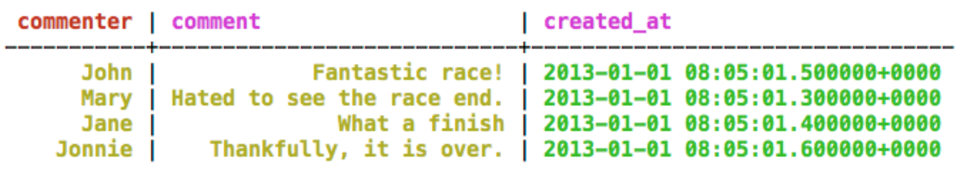 commenter | comment | created_at
-----------+----------------------------+---------------------------------
John | Fantastic race! | 2013-01-01 08:05:01.500000+0000
Mary | Hated to see the race end. | 2013-01-01 08:05:01.300000+0000
Jane | What a finish | 2013-01-01 08:05:01.400000+0000
Jonnie | Thankfully, it is over. | 2013-01-01 08:05:01.600000+0000